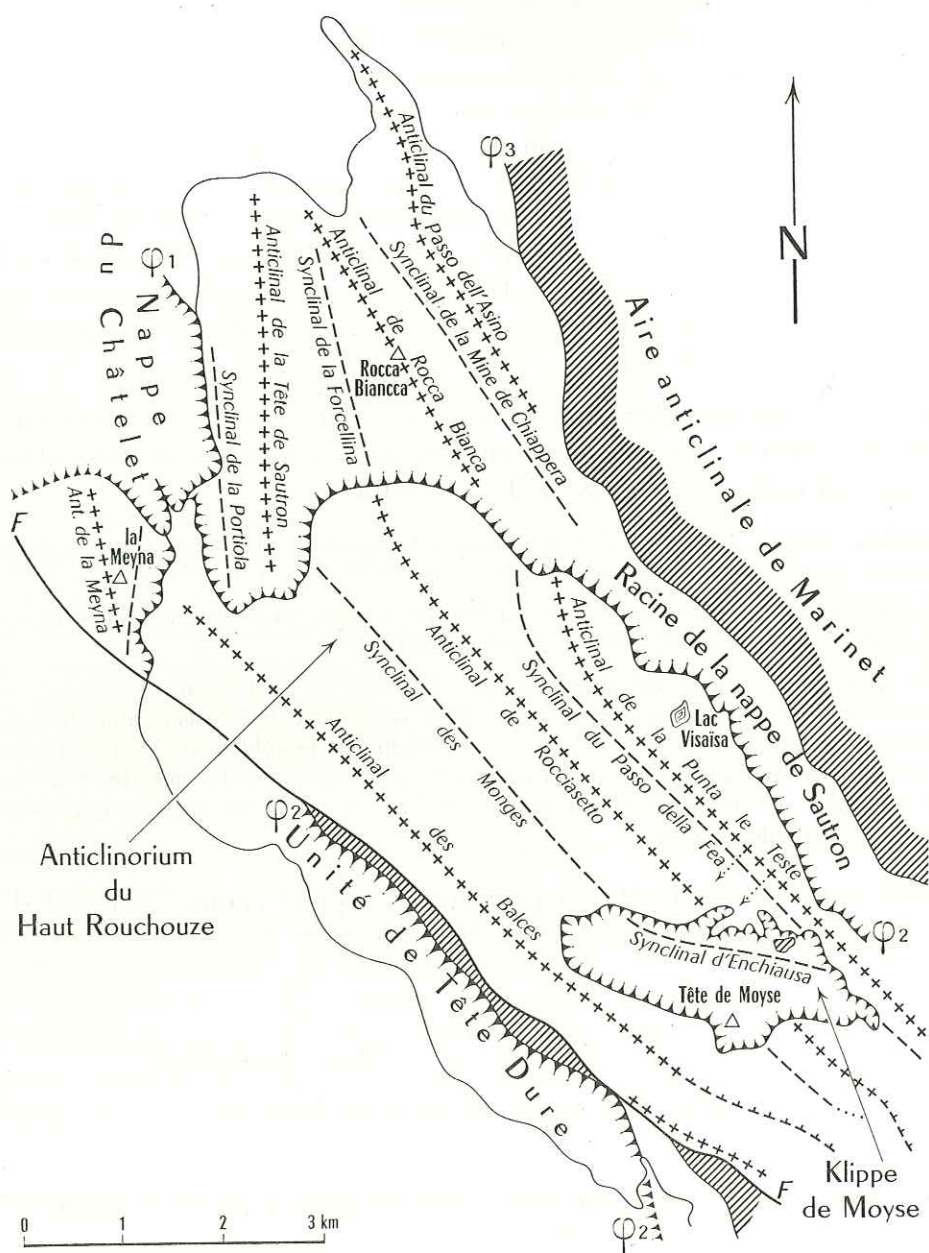 φ3
N
Anticlinal du Passo dell'Asino
Synclinal de la Mine de Chiappera
Aire anticlinale de Marinet
φ1
Nappe
du Châtelet
Anticlinal de la Tête de Sautron
Synclinal de la Forcellina
Anticlinal de Rocca Bianca
Rocca
Biancca
Synclinal de la Portiola
F
Ant. de la Meyna
la
Meyna
Racine de la nappe de Sautron
Anticlinal de la Punta le Teste
Synclinal du Passo della Fea
Anticlinal de Rocciasetto
Synclinal des Monges
Anticlinal des Balces
Lac
Visaïsa
φ2
Unité de Tête Dure
Anticlinorium
du
Haut Rouchouze
φ2
Synclinal d'Enchiausa
Tête de Moyse
Klippe
de Moyse
F
φ2
0 1 2 3 km